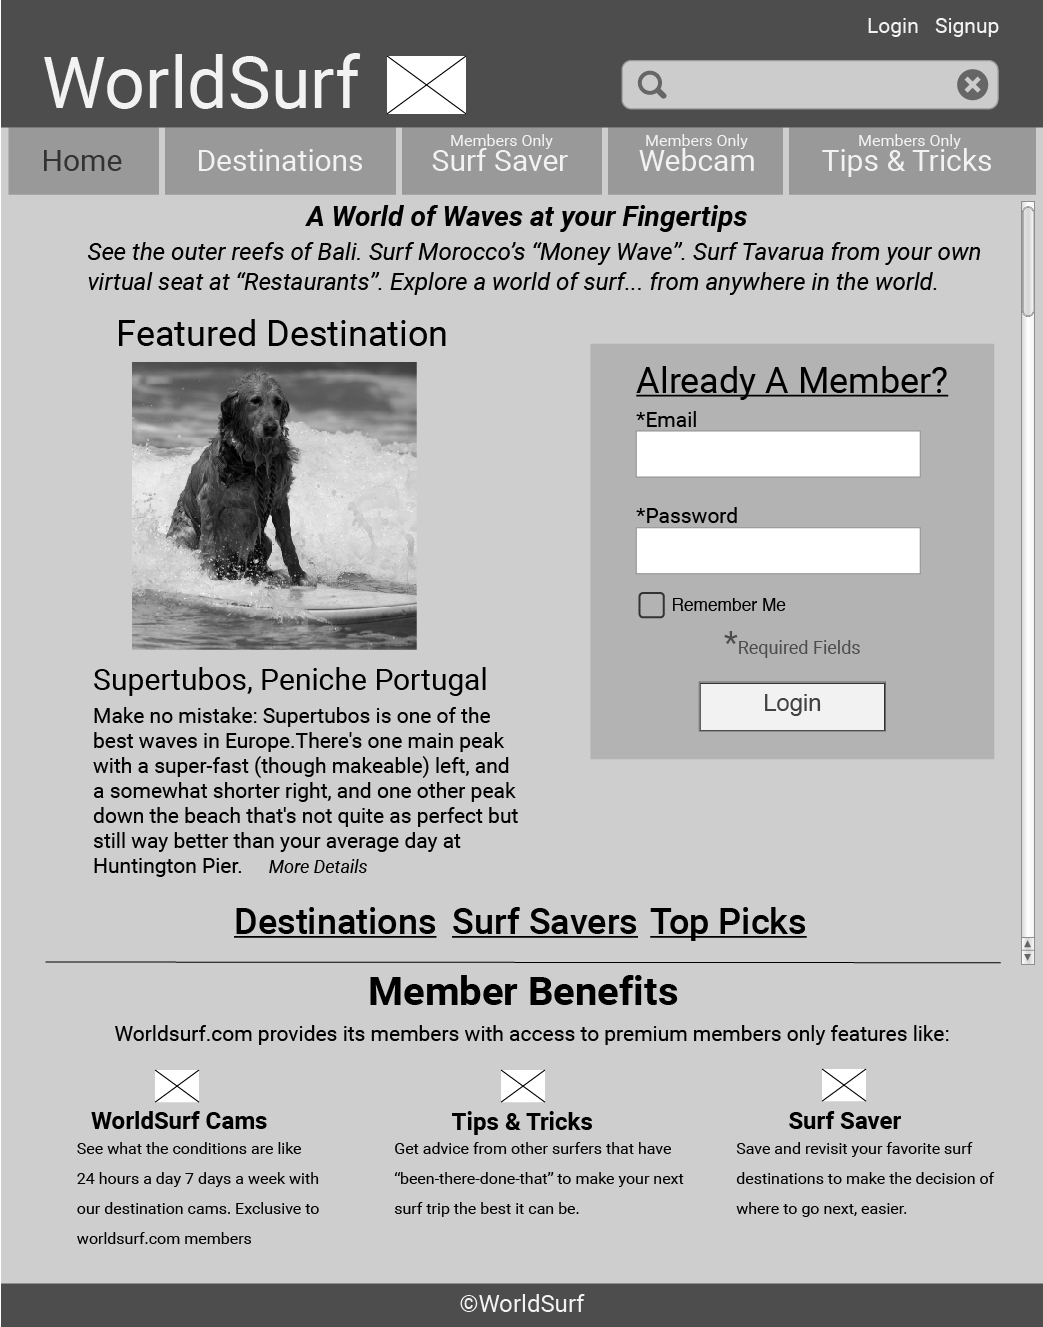 Login Signup
WorldSurf
Home
Destinations
Members Only
Surf Saver
Members Only
Webcam
Members Only
Tips & Tricks
A World of Waves at your Fingertips
See the outer reefs of Bali. Surf Morocco’s “Money Wave”. Surf Tavarua from your own
virtual seat at “Restaurants”. Explore a world of surf... from anywhere in the world.
Featured Destination
Supertubos, Peniche Portugal
Make no mistake: Supertubos is one of the
best waves in Europe.There's one main peak
with a super-fast (though makeable) left, and
a somewhat shorter right, and one other peak
down the beach that's not quite as perfect but
still way better than your average day at
Huntington Pier. More Details
Already A Member?
*Email
*Password
Remember Me
*Required Fields
Login
Destinations Surf Savers Top Picks
Member Benefits
Worldsurf.com provides its members with access to premium members only features like:
WorldSurf Cams
See what the conditions are like
24 hours a day 7 days a week with
our destination cams. Exclusive to
worldsurf.com members
Tips & Tricks
Get advice from other surfers that have
“been-there-done-that” to make your next
surf trip the best it can be.
Surf Saver
Save and revisit your favorite surf
destinations to make the decision of
where to go next, easier.
©WorldSurf